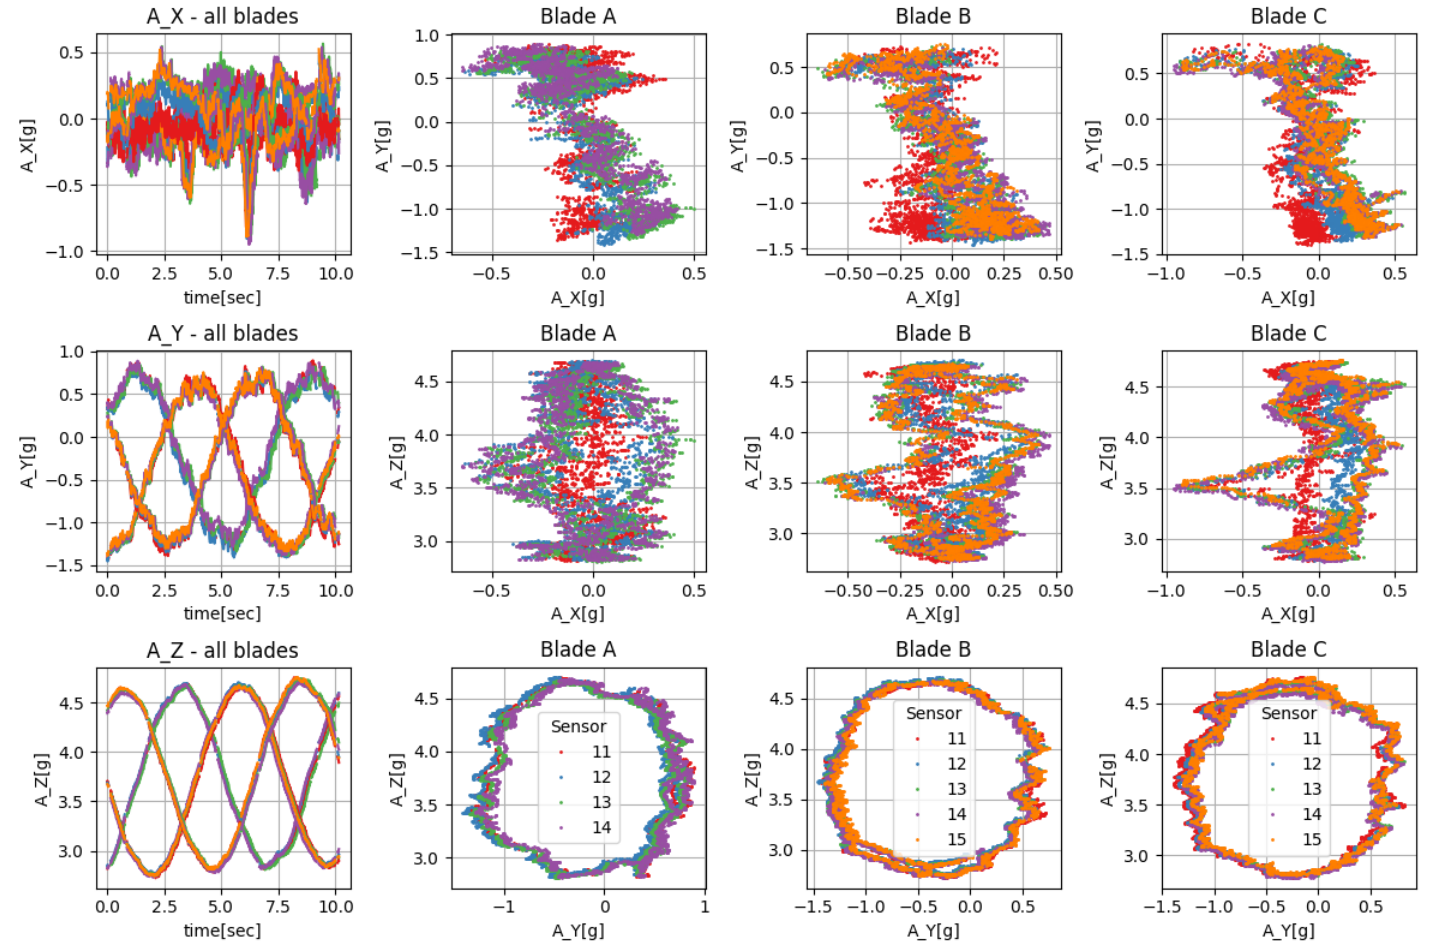 A_X - all blades
Blade A
Blade B
Blade C
A_X[g]
0.5
0.0
−0.5
−1.0
0.0 2.5 5.0 7.5 10.0
time[sec]
A_Y[g]
1.0
0.5
0.0
−0.5
−1.0
−1.5
−0.5 0.0 0.5
A_X[g]
A_Y[g]
0.5
0.0
−0.5
−1.0
−1.5
−0.50 −0.25 0.00 0.25 0.50
A_X[g]
A_Y[g]
0.5
0.0
−0.5
−1.0
−1.5
−1.0 −0.5 0.0 0.5
A_X[g]
A_Y - all blades
Blade A
Blade B
Blade C
A_Y[g]
1.0
0.5
0.0
−0.5
−1.0
−1.5
0.0 2.5 5.0 7.5 10.0
time[sec]
A_Z[g]
4.5
4.0
3.5
3.0
−0.5 0.0 0.5
A_X[g]
A_Z[g]
4.5
4.0
3.5
3.0
−0.50 −0.25 0.00 0.25 0.50
A_X[g]
A_Z[g]
4.5
4.0
3.5
3.0
−1.0 −0.5 0.0 0.5
A_X[g]
A_Z - all blades
Blade A
Blade B
Blade C
A_Z[g]
4.5
4.0
3.5
3.0
0.0 2.5 5.0 7.5 10.0
time[sec]
A_Z[g]
4.5
4.0
3.5
3.0
Sensor
11
12
13
14
−1 0 1
A_Y[g]
A_Z[g]
4.5
4.0
3.5
3.0
Sensor
11
12
13
14
15
−1.5 −1.0 −0.5 0.0 0.5
A_Y[g]
A_Z[g]
4.5
4.0
3.5
3.0
Sensor
11
12
13
14
15
−1.5 −1.0 −0.5 0.0 0.5
A_Y[g]